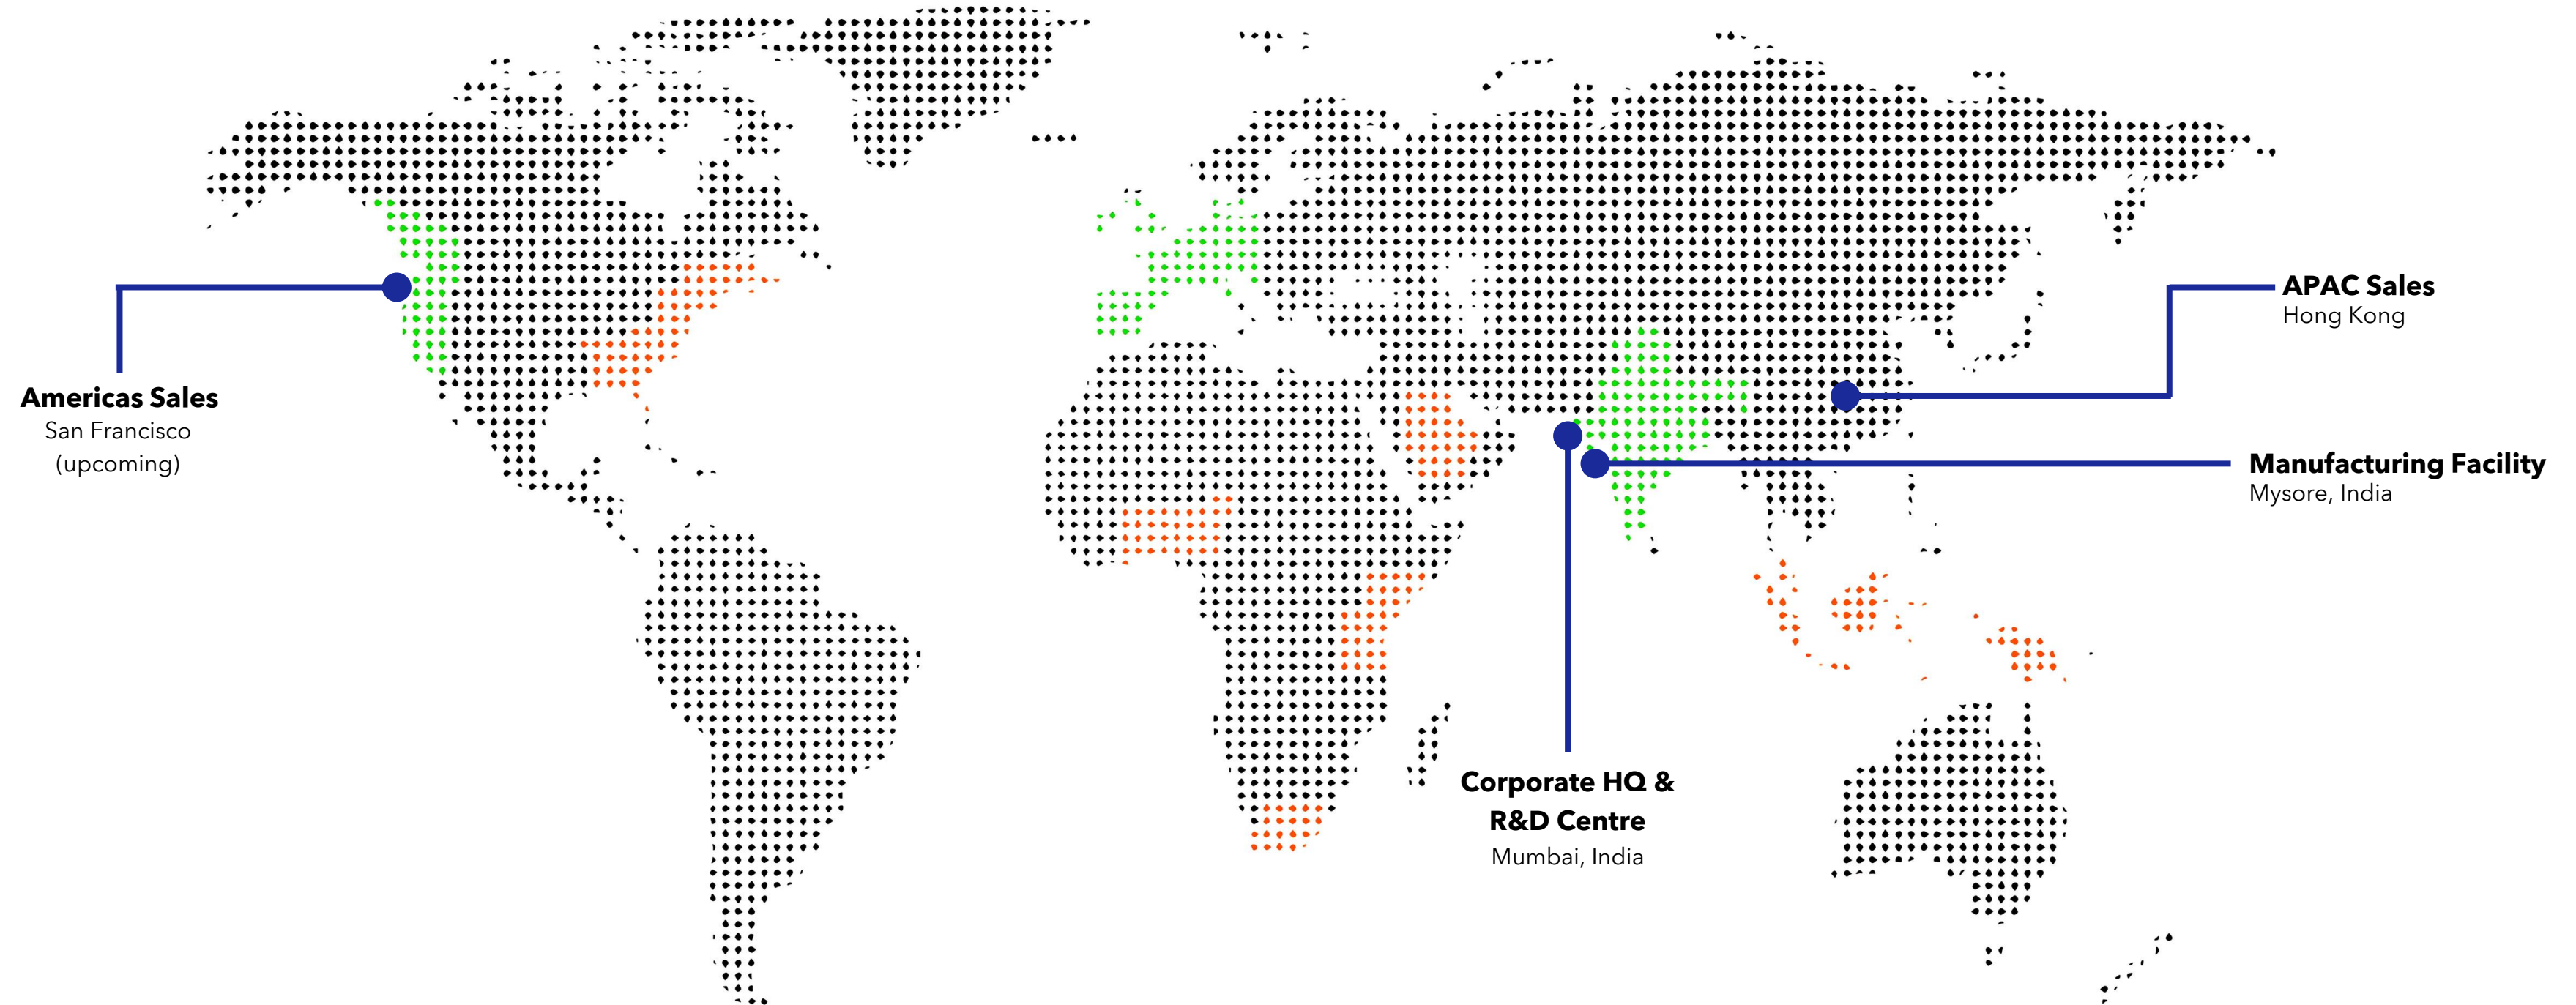 APAC Sales
Hong Kong
Americas Sales
San Francisco
(upcoming)
Manufacturing Facility
Mysore, India
Corporate HQ &
R&D Centre
Mumbai, India